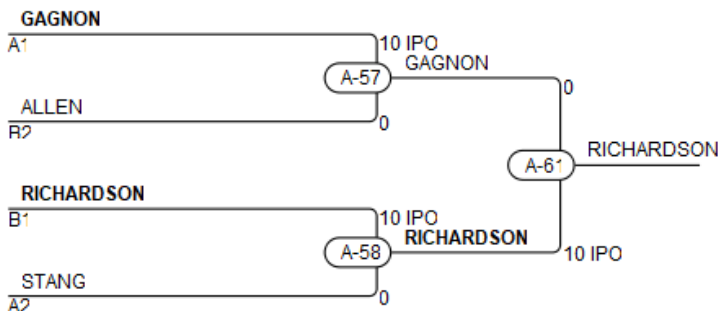 GAGNON
A1
10 IPO
A-57
GAGNON
0
ALLEN
B2
0
A-61
RICHARDSON
RICHARDSON
B1
10 IPO
A-58
RICHARDSON
10 IPO
STANG
A2
0